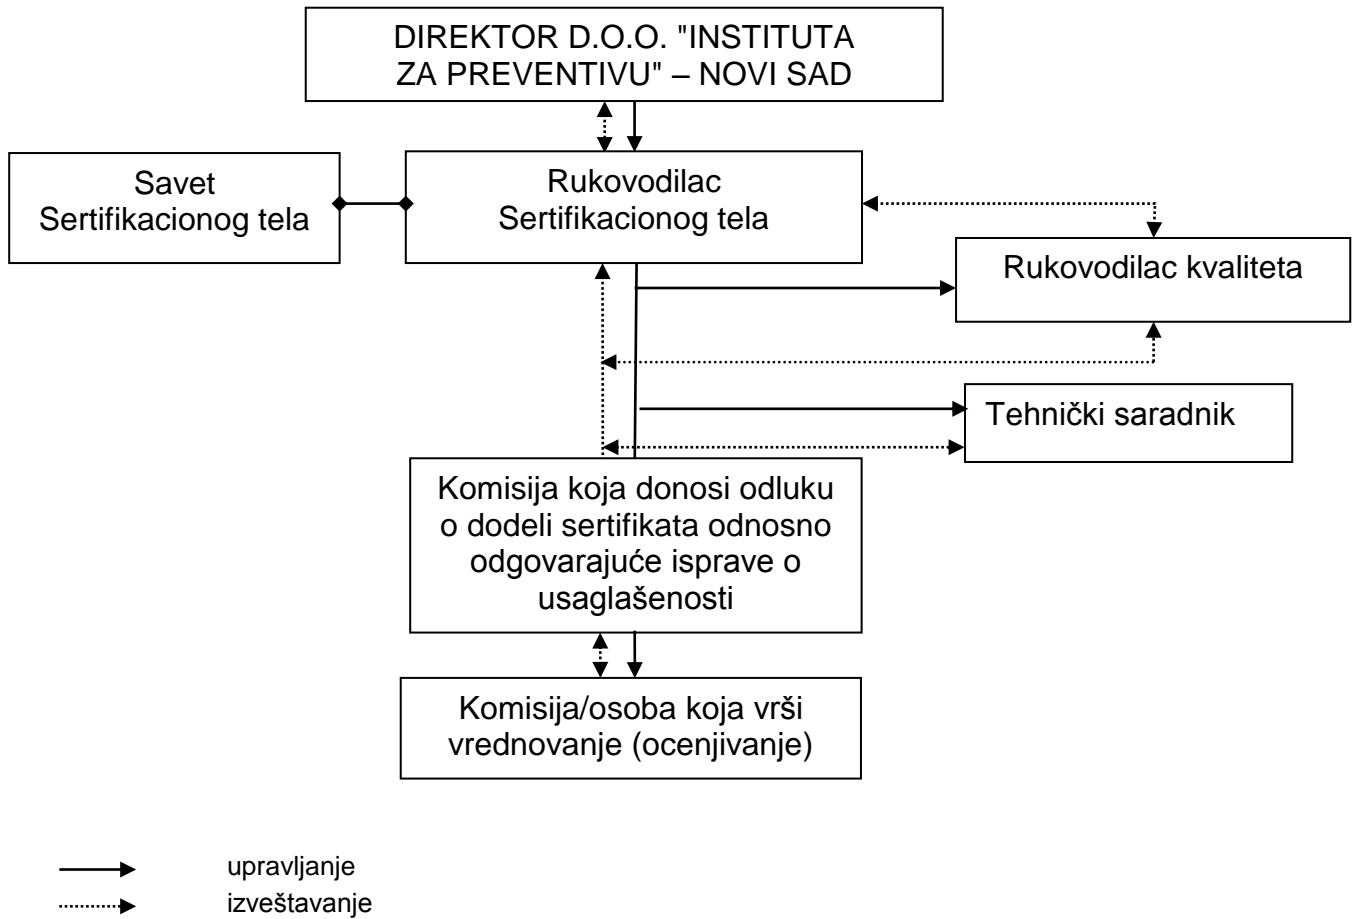 DIREKTOR D.O.O. "INSTITUTA
ZA PREVENTIVU" – NOVI SAD
Savet
Sertifikacionog tela
Rukovodilac
Sertifikacionog tela
Rukovodilac kvaliteta
Tehnički saradnik
Komisija koja donosi odluku
o dodeli sertifikata odnosno
odgovarajuće isprave o
usaglašenosti
Komisija/osoba koja vrši
vrednovanje (ocenjivanje)
upravljanje
izveštavanje